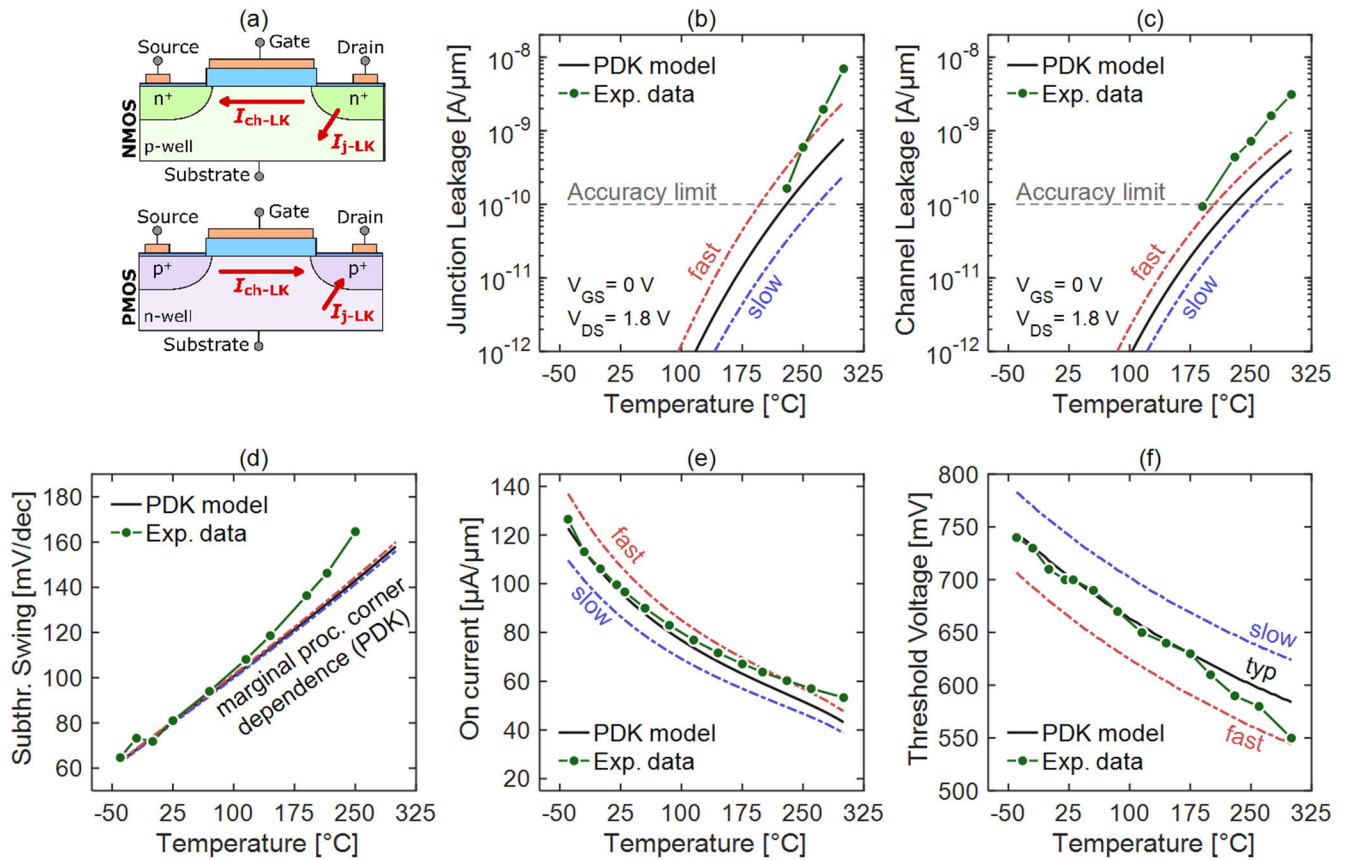 (a)
Source
Gate
Drain
n+
n+
Ich-LK
Ij-LK
p-well
NMOS
Substrate
Source
Gate
Drain
p+
p+
Ich-LK
Ij-LK
n-well
PMOS
Substrate
(b)
Junction Leakage [A/μm]
10-8
10-9
10-10
10-11
10-12
PDK model
Exp. data
Accuracy limit
fast
slow
VGS= 0 V
VDS= 1.8 V
-50 25 100 175 250 325
Temperature [°C]
(c)
Channel Leakage [A/μm]
10-8
10-9
10-10
10-11
10-12
PDK model
Exp. data
Accuracy limit
fast
slow
VGS= 0 V
VDS= 1.8 V
-50 25 100 175 250 325
Temperature [°C]
(d)
Subthr. Swing [mV/dec]
180
160
140
120
100
80
60
PDK model
Exp. data
marginal proc. corner
dependence (PDK)
-50 25 100 175 250 325
Temperature [°C]
(e)
On current [μA/μm]
140
120
100
80
60
40
20
fast
slow
PDK model
Exp. data
-50 25 100 175 250 325
Temperature [°C]
(f)
Threshold Voltage [mV]
800
750
700
650
600
550
500
slow
typ
fast
PDK model
Exp. data
-50 25 100 175 250 325
Temperature [°C]